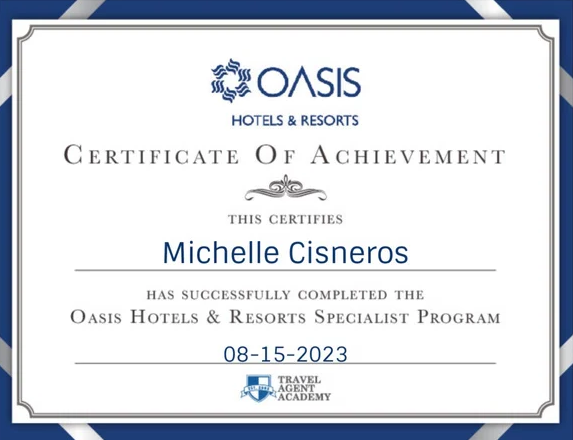 OASIS
HOTELS & RESORTS
CERTIFICATE OF ACHIEVEMENT
THIS CERTIFIES
Michelle Cisneros
HAS SUCCESSFULLY COMPLETED THE
OASIS HOTELS & RESORTS SPECIALIST PROGRAM
08-15-2023
TRAVEL
AGENT
ACADEMY